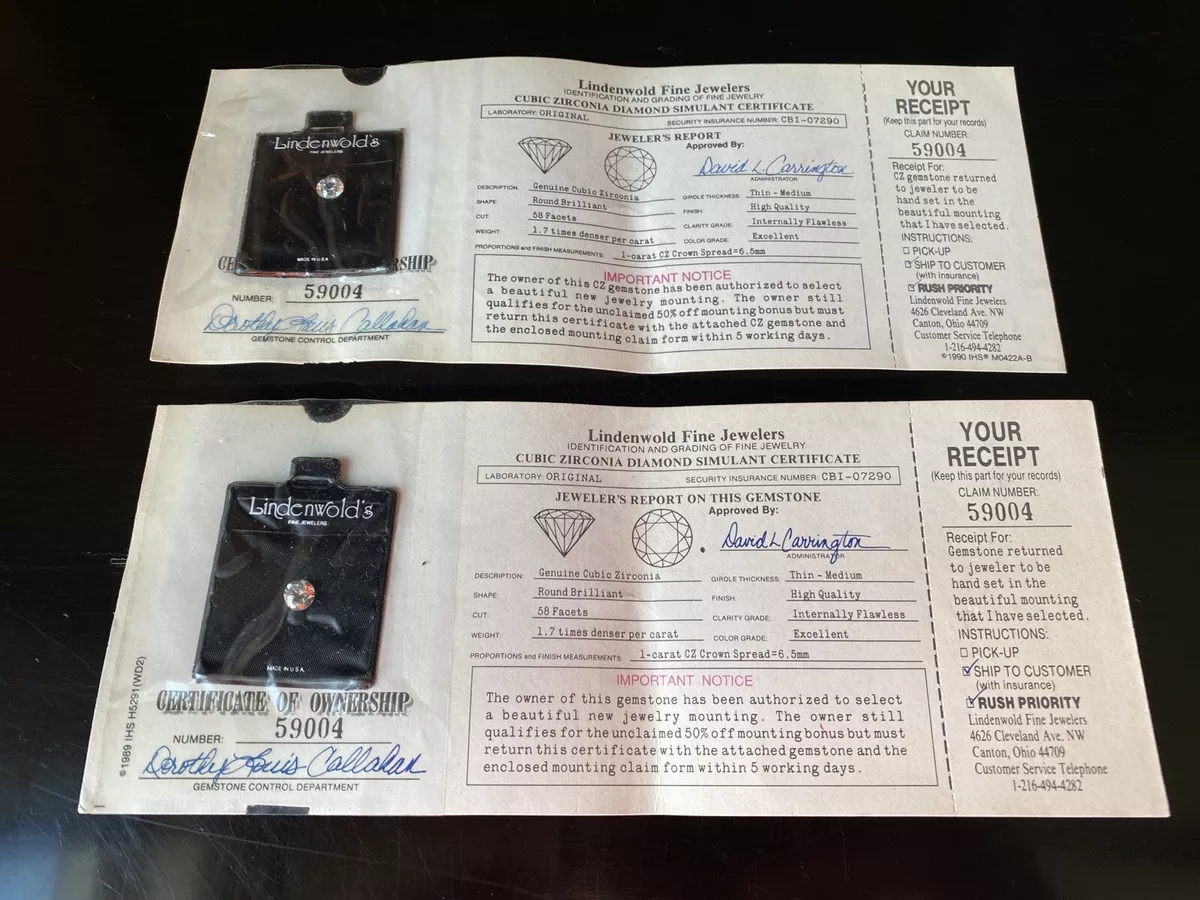 Lindenwold's
FINE JEWELERS
MADE IN U.S.A.
CE RSHIP
NUMBER: 59004
Dorothy Louis Callahan
GEMSTONE CONTROL DEPARTMENT
Lindenwold Fine Jewelers
IDENTIFICATION AND GRADING OF FINE JEWELRY
CUBIC ZIRCONIA DIAMOND SIMULANT CERTIFICATE
LABORATORY: ORIGINAL SECURITY INSURANCE NUMBER: CBI-07290
JEWELER'S REPORT
Approved By:
David L. Carrington
ADMINISTRATOR
DESCRIPTION: Genuine Cubic Zirconia GIRDLE THICKNESS: Thin - Medium
SHAPE: Round Brilliant FINISH: High Quality
CUT: 58 Facets CLARITY GRADE: Internally Flawless
WEIGHT: 1.7 times denser per carat COLOR GRADE: Excellent
PROPORTIONS and FINISH MEASUREMENTS: 1-carat CZ Crown Spread=6.5mm
IMPORTANT NOTICE
The owner of this CZ gemstone has been authorized to select
a beautiful new jewelry mounting. The owner still
qualifies for the unclaimed 50% off mounting bonus but must
return this certificate with the attached CZ gemstone and
the enclosed mounting claim form within 5 working days.
YOUR
RECEIPT
(Keep this part for your records)
CLAIM NUMBER:
59004
Receipt For:
CZ gemstone returned
to jeweler to be
hand set in the
beautiful mounting
that I have selected.
INSTRUCTIONS:
PICK-UP
SHIP TO CUSTOMER
(with insurance)
RUSH PRIORITY
Lindenwold Fine Jewelers
4626 Cleveland Ave. NW
Canton, Ohio 44709
Customer Service Telephone
1-216-494-4282
©1990 IHS® M0422A-B
Lindenwold's
FINE JEWELERS
MADE IN U.S.A.
©1989 IHS H5291(WD2)
CERTIFICATE OF OWNERSHIP
NUMBER: 59004
Dorothy Louis Callahan
GEMSTONE CONTROL DEPARTMENT
Lindenwold Fine Jewelers
IDENTIFICATION AND GRADING OF FINE JEWELRY
CUBIC ZIRCONIA DIAMOND SIMULANT CERTIFICATE
LABORATORY: ORIGINAL SECURITY INSURANCE NUMBER: CBI-07290
JEWELER'S REPORT ON THIS GEMSTONE
Approved By:
David L Carrington
ADMINISTRATOR
DESCRIPTION: Genuine Cubic Zirconia GIRDLE THICKNESS: Thin - Medium
SHAPE: Round Brilliant FINISH: High Quality
CUT: 58 Facets CLARITY GRADE: Internally Flawless
WEIGHT: 1.7 times denser per carat COLOR GRADE: Excellent
PROPORTIONS and FINISH MEASUREMENTS: 1-carat CZ Crown Spread=6.5mm
IMPORTANT NOTICE
The owner of this gemstone has been authorized to select
a beautiful new jewelry mounting. The owner still
qualifies for the unclaimed 50% off mounting bonus but must
return this certificate with the attached gemstone and the
enclosed mounting claim form within 5 working days.
YOUR
RECEIPT
(Keep this part for your records)
CLAIM NUMBER:
59004
Receipt For:
Gemstone returned
to jeweler to be
hand set in the
beautiful mounting
that I have selected.
INSTRUCTIONS:
PICK-UP
SHIP TO CUSTOMER
(with insurance)
RUSH PRIORITY
Lindenwold Fine Jewelers
4626 Cleveland Ave. NW
Canton, Ohio 44709
Customer Service Telephone
1-216-494-4282